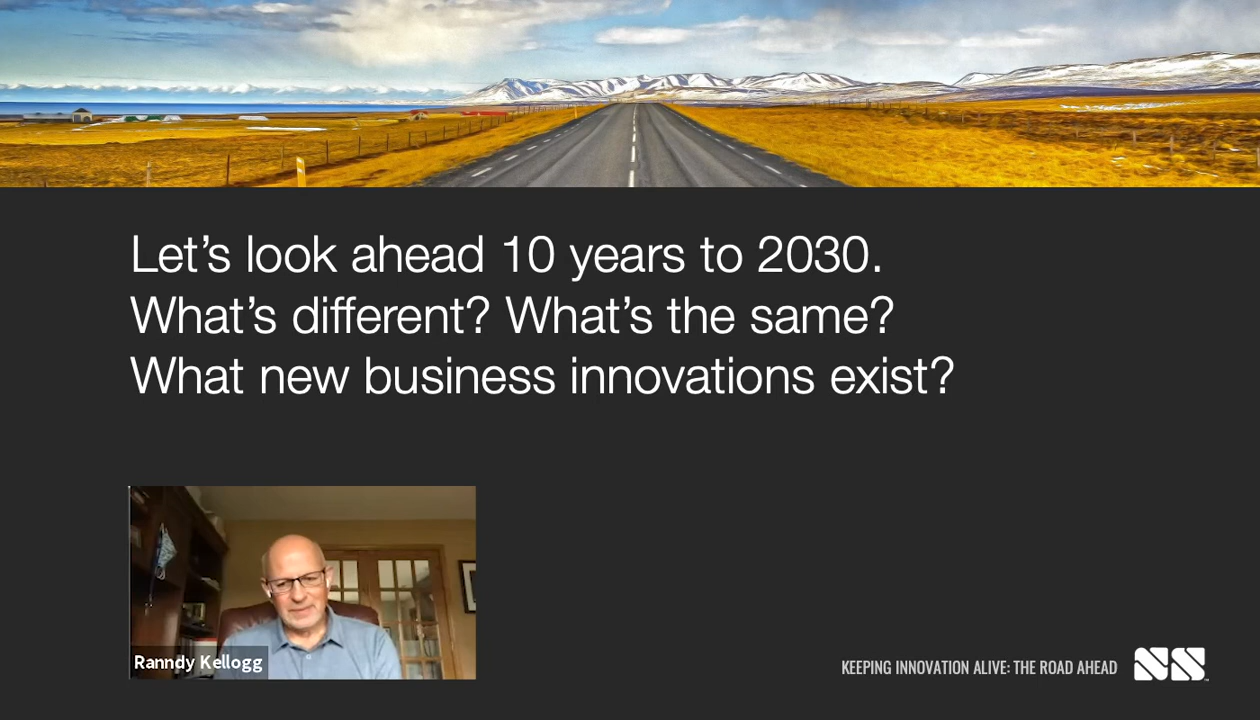 Let’s look ahead 10 years to 2030.
What’s different? What’s the same?
What new business innovations exist?
Ranndy Kellogg
KEEPING INNOVATION ALIVE: THE ROAD AHEAD